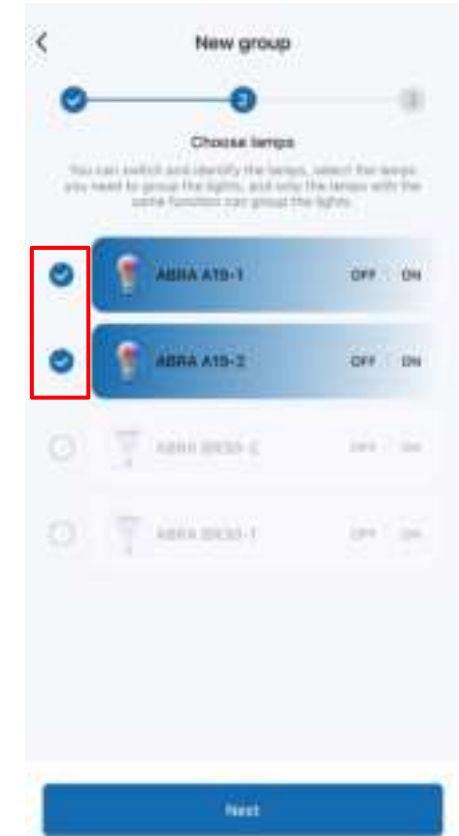 New group
2
3
Choose lamps
You can switch and identify the lamps, select the lamps
you need to group the lights, and only the lamps with the
same function can group the lights.
ABRA A19-1 OFF ON
ABRA A19-2 OFF ON
ABRA BR30-2 OFF ON
ABRA BR30-1 OFF ON
Next